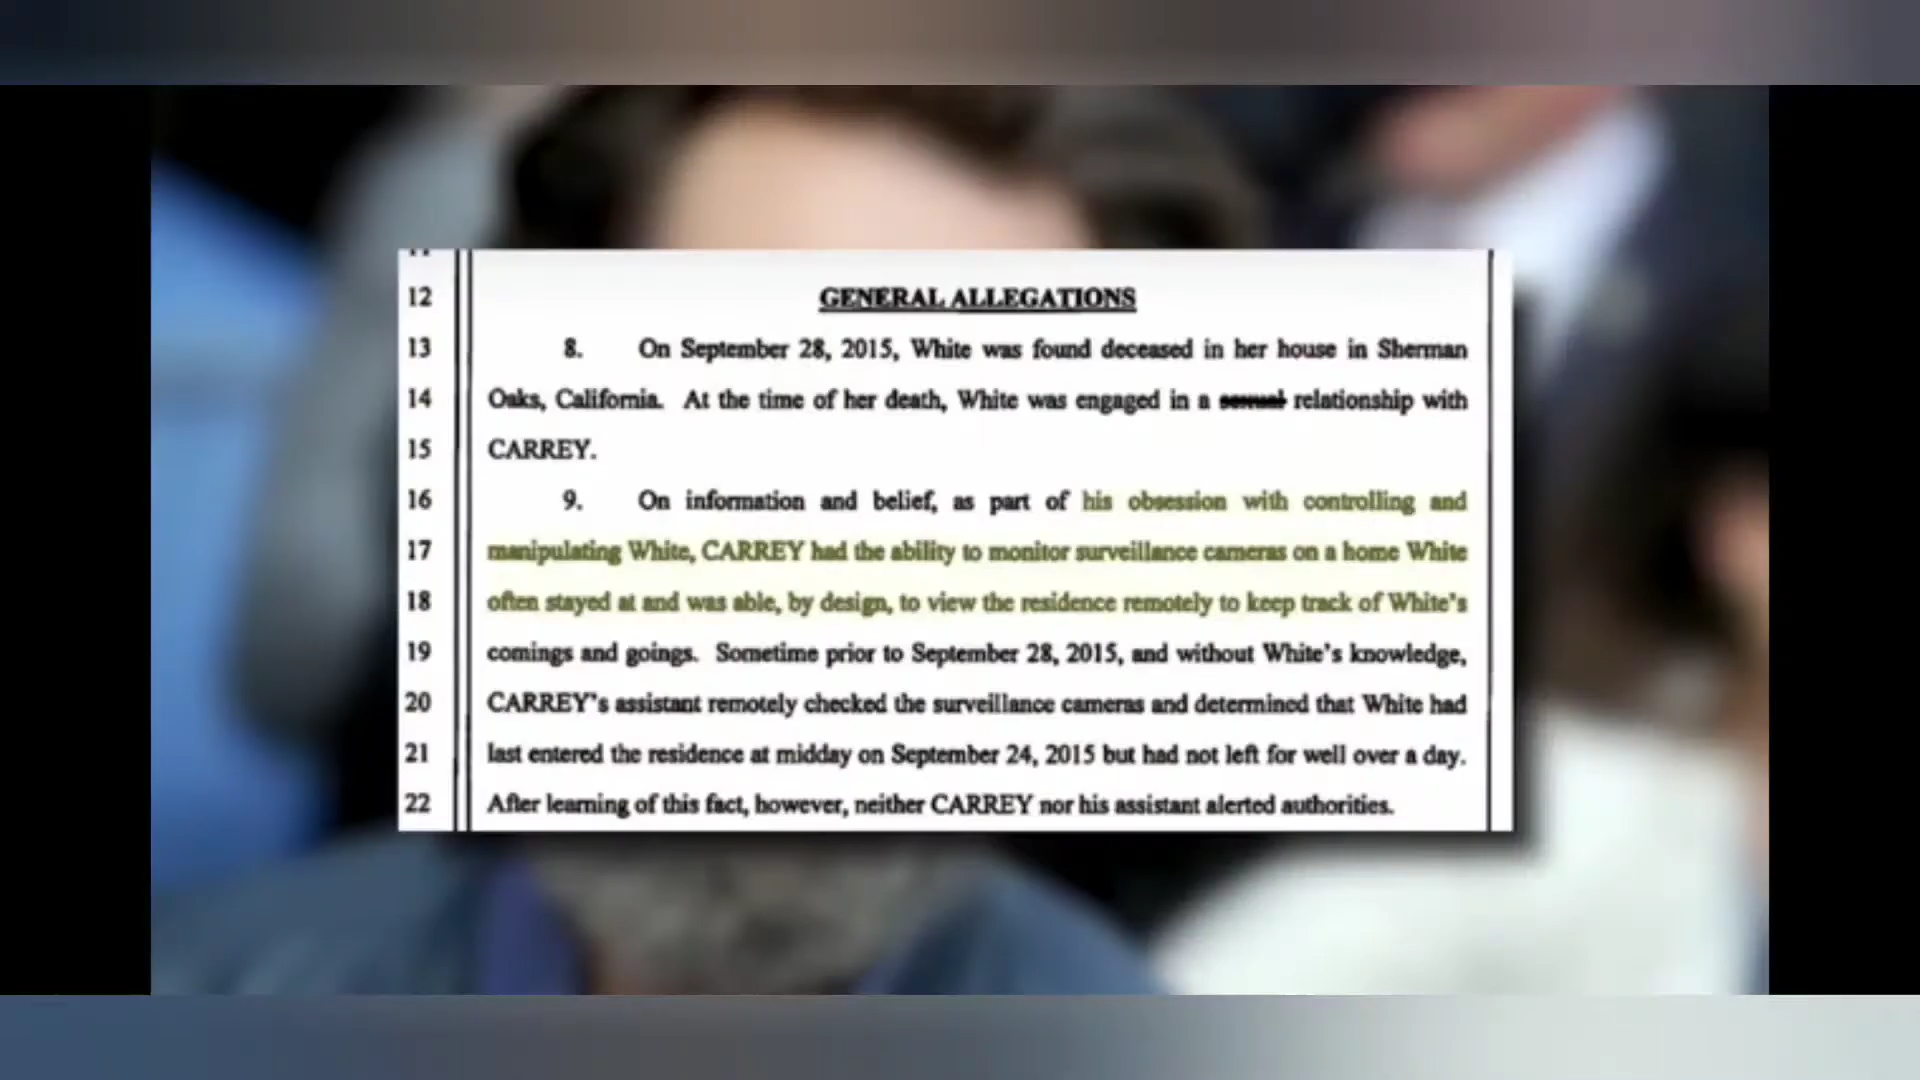 12 GENERAL ALLEGATIONS
13 8. On September 28, 2015, White was found deceased in her house in Sherman
14 Oaks, California. At the time of her death, White was engaged in a relationship with
15 CARREY.
16 9. On information and belief, as part of his obsession with controlling and
17 manipulating White, CARREY had the ability to monitor surveillance cameras on a home White
18 often stayed at and was able, by design, to view the residence remotely to keep track of White's
19 comings and goings. Sometime prior to September 28, 2015, and without White's knowledge,
20 CARREY's assistant remotely checked the surveillance cameras and determined that White had
21 last entered the residence at midday on September 24, 2015 but had not left for well over a day.
22 After learning of this fact, however, neither CARREY nor his assistant alerted authorities.